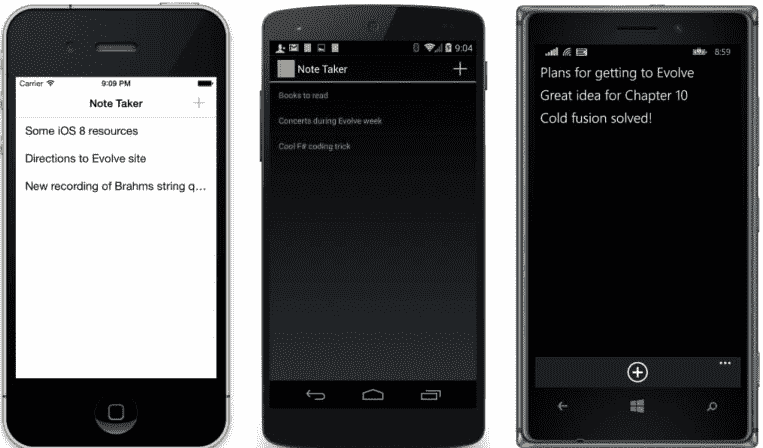 Carrier 9:09 PM
Note Taker
Some iOS 8 resources
Directions to Evolve site
New recording of Brahms string q…
9:04
Note Taker
Books to read
Concerts during Evolve week
Cool F# coding trick
8:59
Plans for getting to Evolve
Great idea for Chapter 10
Cold fusion solved!